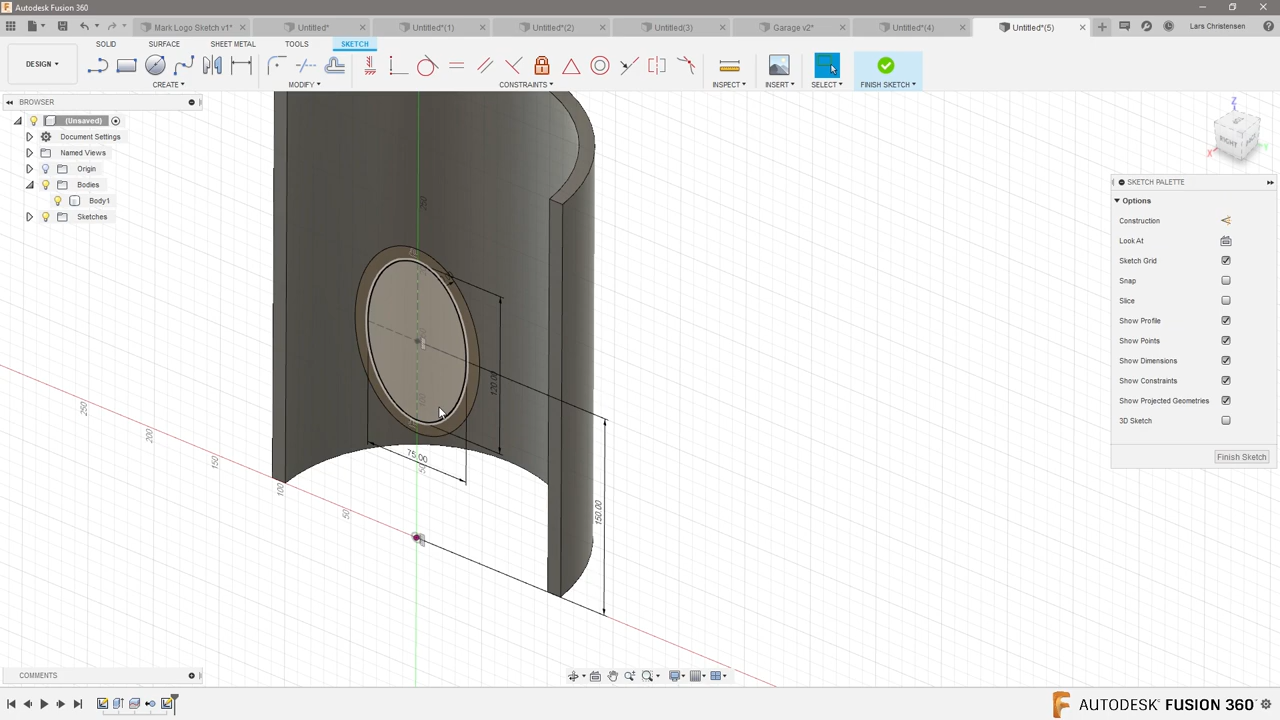 Autodesk Fusion 360
Mark Logo Sketch v1*
Untitled*
Untitled*(1)
Untitled*(2)
Untitled(3)
Garage v2*
Untitled*(4)
Untitled*(5)
Lars Christensen
DESIGN
SOLID
SURFACE
SHEET METAL
TOOLS
SKETCH
CREATE
MODIFY
CONSTRAINTS
INSPECT
INSERT
SELECT
FINISH SKETCH
BROWSER
(Unsaved)
Document Settings
Named Views
Origin
Bodies
Body1
Sketches
Z
RIGHT
X
Y
SKETCH PALETTE
Options
Construction
Look At
Sketch Grid
Snap
Slice
Show Profile
Show Points
Show Dimensions
Show Constraints
Show Projected Geometries
3D Sketch
Finish Sketch
250
120.00
75.00
150.00
250
200
150
100
50
50
COMMENTS
AUTODESK FUSION 360